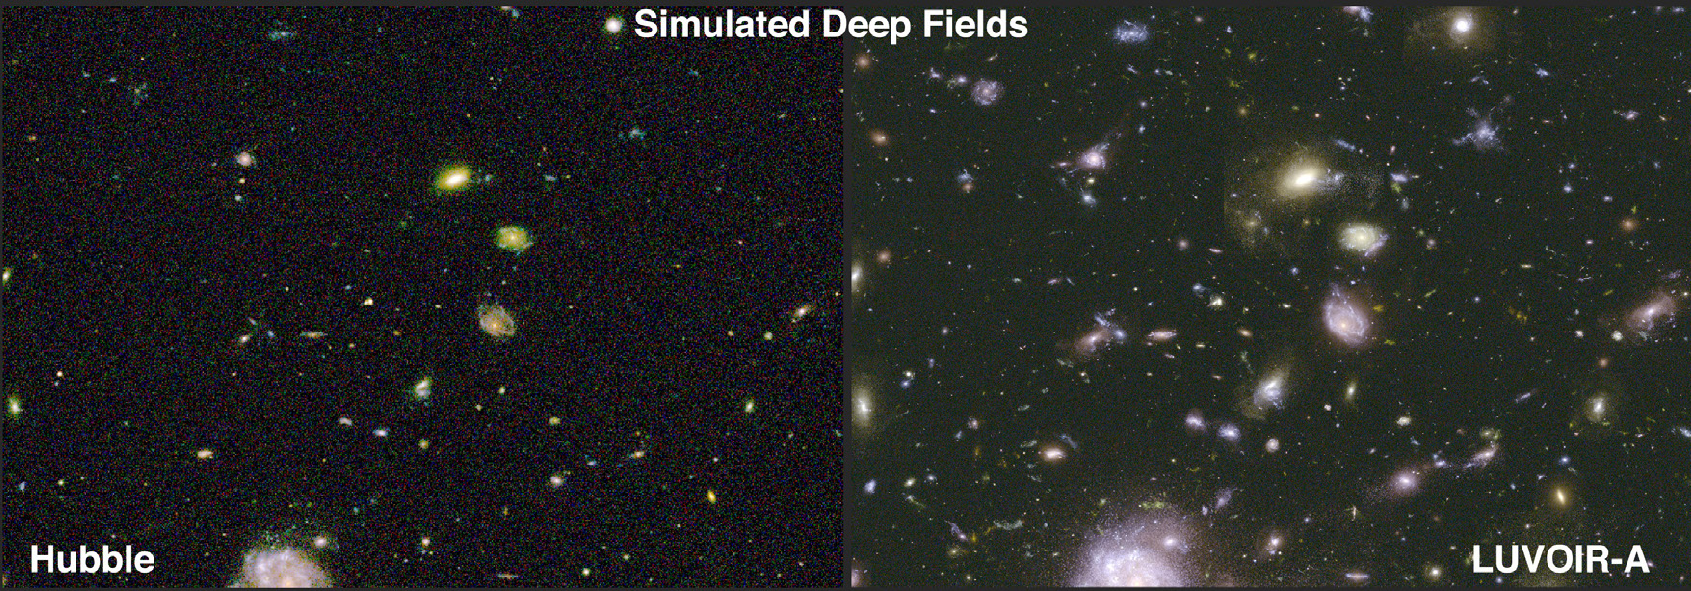 Simulated Deep Fields
Hubble
LUVOIR-A